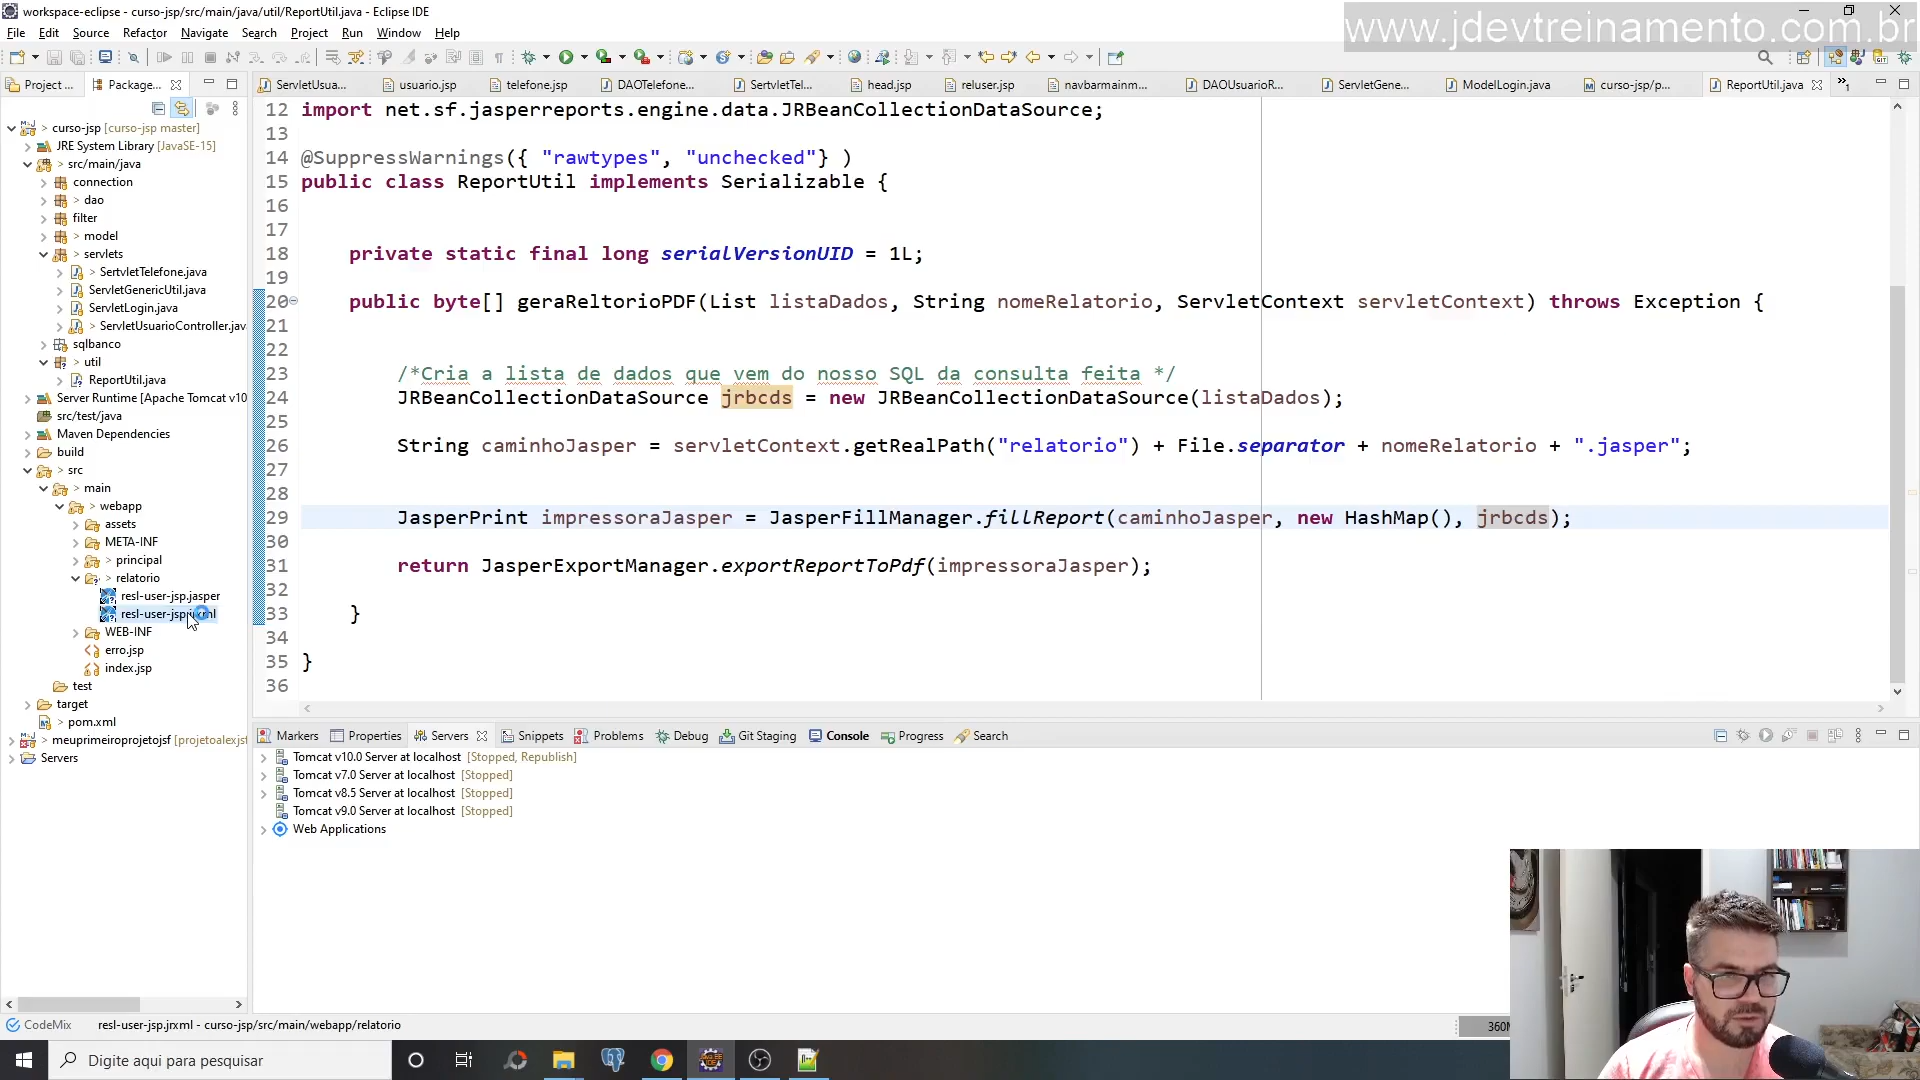 workspace-eclipse - curso-jsp/src/main/java/util/ReportUtil.java - Eclipse IDE
www.jdevtreinamento.com.br
File Edit Source Refactor Navigate Search Project Run Window Help
Project ... Package...
ServletUsua... usuario.jsp telefone.jsp DAOTelefone... SertvletTel... head.jsp reluser.jsp navbarmainm... DAOUsuarioR... ServletGene... ModelLogin.java curso-jsp/p... ReportUtil.java
> curso-jsp [curso-jsp master]
JRE System Library [JavaSE-15]
> src/main/java
connection
> dao
filter
> model
> servlets
> SertvletTelefone.java
ServletGenericUtil.java
ServletLogin.java
> ServletUsuarioController.java
sqlbanco
> util
ReportUtil.java
Server Runtime [Apache Tomcat v10
src/test/java
Maven Dependencies
build
> src
> main
> webapp
assets
META-INF
> principal
> relatorio
resl-user-jsp.jasper
WEB-INF
erro.jsp
index.jsp
test
target
> pom.xml
> meuprimeiroprojetojsf [projetoalexjsf
Servers
12 import net.sf.jasperreports.engine.data.JRBeanCollectionDataSource;
13
14 @SuppressWarnings({ "rawtypes", "unchecked"} )
15 public class ReportUtil implements Serializable {
16
17
18 private static final long serialVersionUID = 1L;
19
20 public byte[] geraReltorioPDF(List listaDados, String nomeRelatorio, ServletContext servletContext) throws Exception {
21
22
23 /*Cria a lista de dados que vem do nosso SQL da consulta feita */
24 JRBeanCollectionDataSource jrbcds = new JRBeanCollectionDataSource(listaDados);
25
26 String caminhoJasper = servletContext.getRealPath("relatorio") + File.separator + nomeRelatorio + ".jasper";
27
28
29 JasperPrint impressoraJasper = JasperFillManager.fillReport(caminhoJasper, new HashMap(), jrbcds);
30
31 return JasperExportManager.exportReportToPdf(impressoraJasper);
32
33 }
34
35 }
36
Markers Properties Servers Snippets Problems Debug Git Staging Console Progress Search
Tomcat v10.0 Server at localhost [Stopped, Republish]
Tomcat v7.0 Server at localhost [Stopped]
Tomcat v8.5 Server at localhost [Stopped]
Tomcat v9.0 Server at localhost [Stopped]
Web Applications
CodeMix resl-user-jsp.jrxml - curso-jsp/src/main/webapp/relatorio
Digite aqui para pesquisar